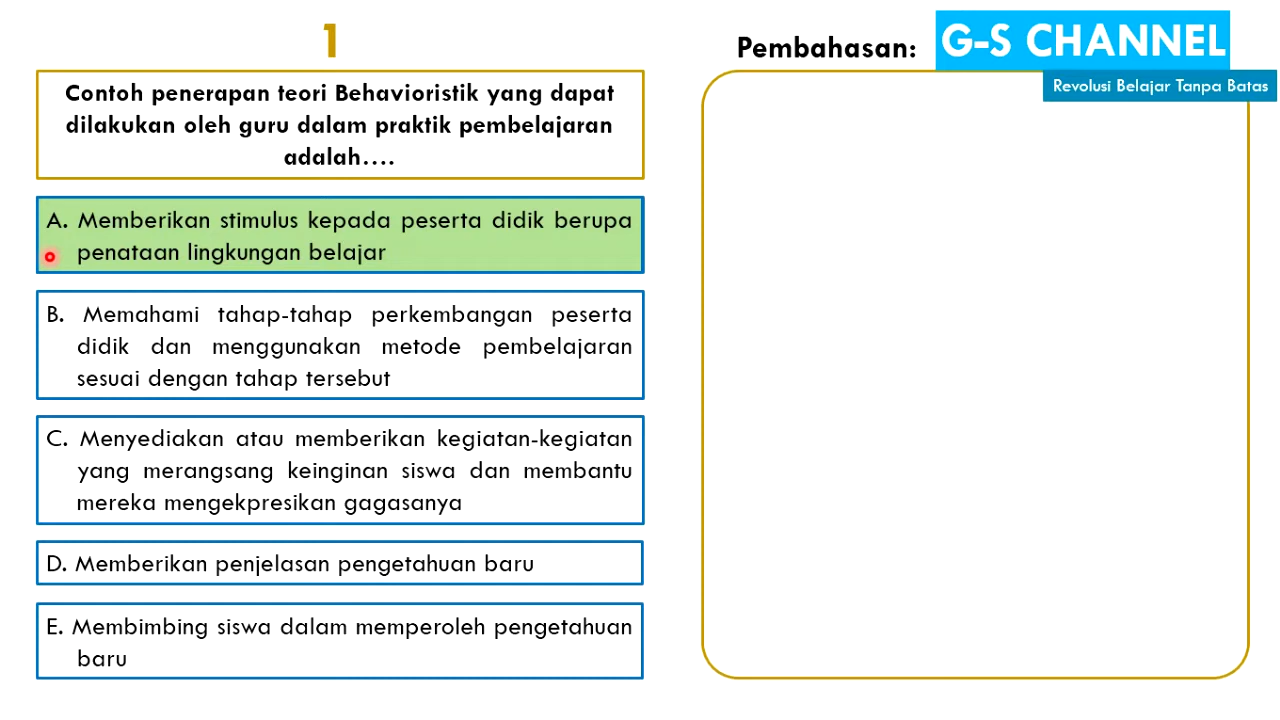 1
Contoh penerapan teori Behavioristik yang dapat
dilakukan oleh guru dalam praktik pembelajaran
adalah....
A. Memberikan stimulus kepada peserta didik berupa
penataan lingkungan belajar
B. Memahami tahap-tahap perkembangan peserta
didik dan menggunakan metode pembelajaran
sesuai dengan tahap tersebut
C. Menyediakan atau memberikan kegiatan-kegiatan
yang merangsang keinginan siswa dan membantu
mereka mengekpresikan gagasanya
D. Memberikan penjelasan pengetahuan baru
E. Membimbing siswa dalam memperoleh pengetahuan
baru
Pembahasan:
G-S CHANNEL
Revolusi Belajar Tanpa Batas